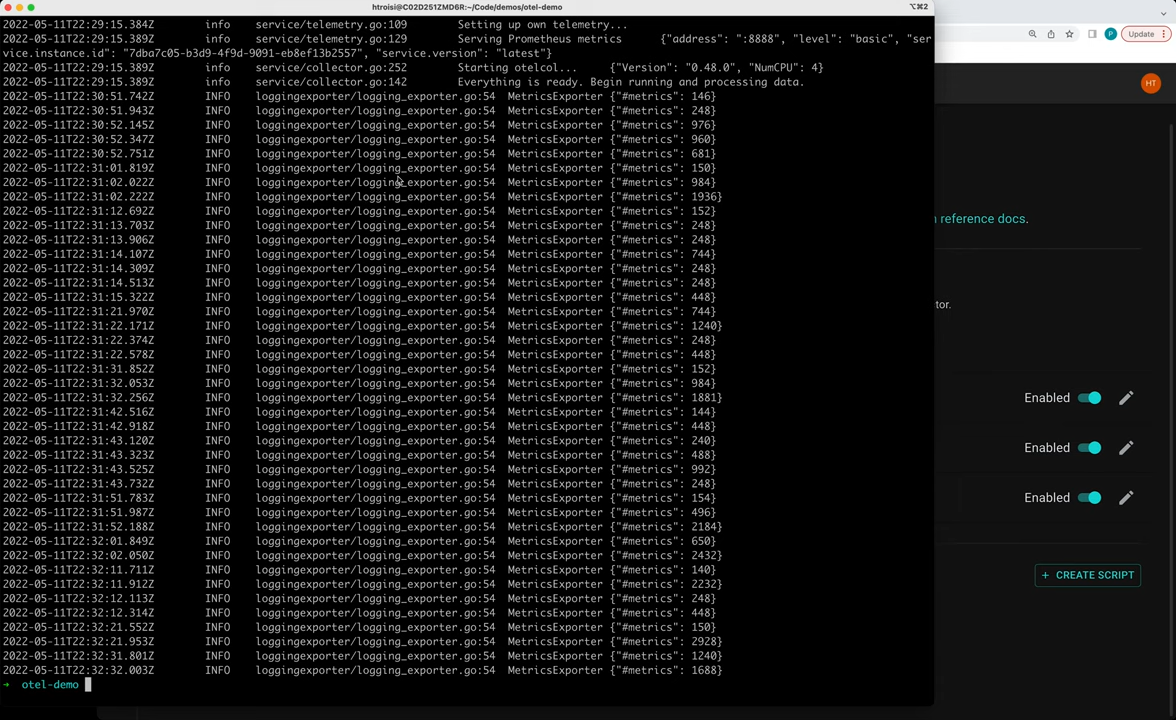 htroisi@C02D251ZMD6R:~/Code/demos/otel-demo
⌥⌘2
2022-05-11T22:29:15.384Z info service/telemetry.go:109 Setting up own telemetry...
2022-05-11T22:29:15.389Z info service/telemetry.go:129 Serving Prometheus metrics {"address": ":8888", "level": "basic", "ser
vice.instance.id": "7dba7c05-b3d9-4f9d-9091-eb8ef13b2557", "service.version": "latest"}
2022-05-11T22:29:15.389Z info service/collector.go:252 Starting otelcol... {"Version": "0.48.0", "NumCPU": 4}
2022-05-11T22:29:15.389Z info service/collector.go:142 Everything is ready. Begin running and processing data.
2022-05-11T22:30:51.742Z INFO loggingexporter/logging_exporter.go:54 MetricsExporter {"#metrics": 146}
2022-05-11T22:30:51.943Z INFO loggingexporter/logging_exporter.go:54 MetricsExporter {"#metrics": 248}
2022-05-11T22:30:52.145Z INFO loggingexporter/logging_exporter.go:54 MetricsExporter {"#metrics": 976}
2022-05-11T22:30:52.347Z INFO loggingexporter/logging_exporter.go:54 MetricsExporter {"#metrics": 960}
2022-05-11T22:30:52.751Z INFO loggingexporter/logging_exporter.go:54 MetricsExporter {"#metrics": 681}
2022-05-11T22:31:01.819Z INFO loggingexporter/logging_exporter.go:54 MetricsExporter {"#metrics": 150}
2022-05-11T22:31:02.022Z INFO loggingexporter/logging_exporter.go:54 MetricsExporter {"#metrics": 984}
2022-05-11T22:31:02.222Z INFO loggingexporter/logging_exporter.go:54 MetricsExporter {"#metrics": 1936}
2022-05-11T22:31:12.692Z INFO loggingexporter/logging_exporter.go:54 MetricsExporter {"#metrics": 152}
2022-05-11T22:31:13.703Z INFO loggingexporter/logging_exporter.go:54 MetricsExporter {"#metrics": 248}
2022-05-11T22:31:13.906Z INFO loggingexporter/logging_exporter.go:54 MetricsExporter {"#metrics": 248}
2022-05-11T22:31:14.107Z INFO loggingexporter/logging_exporter.go:54 MetricsExporter {"#metrics": 744}
2022-05-11T22:31:14.309Z INFO loggingexporter/logging_exporter.go:54 MetricsExporter {"#metrics": 248}
2022-05-11T22:31:14.513Z INFO loggingexporter/logging_exporter.go:54 MetricsExporter {"#metrics": 248}
2022-05-11T22:31:15.322Z INFO loggingexporter/logging_exporter.go:54 MetricsExporter {"#metrics": 448}
2022-05-11T22:31:21.970Z INFO loggingexporter/logging_exporter.go:54 MetricsExporter {"#metrics": 744}
2022-05-11T22:31:22.171Z INFO loggingexporter/logging_exporter.go:54 MetricsExporter {"#metrics": 1240}
2022-05-11T22:31:22.374Z INFO loggingexporter/logging_exporter.go:54 MetricsExporter {"#metrics": 248}
2022-05-11T22:31:22.578Z INFO loggingexporter/logging_exporter.go:54 MetricsExporter {"#metrics": 448}
2022-05-11T22:31:31.852Z INFO loggingexporter/logging_exporter.go:54 MetricsExporter {"#metrics": 152}
2022-05-11T22:31:32.053Z INFO loggingexporter/logging_exporter.go:54 MetricsExporter {"#metrics": 984}
2022-05-11T22:31:32.256Z INFO loggingexporter/logging_exporter.go:54 MetricsExporter {"#metrics": 1881}
2022-05-11T22:31:42.516Z INFO loggingexporter/logging_exporter.go:54 MetricsExporter {"#metrics": 144}
2022-05-11T22:31:42.918Z INFO loggingexporter/logging_exporter.go:54 MetricsExporter {"#metrics": 448}
2022-05-11T22:31:43.120Z INFO loggingexporter/logging_exporter.go:54 MetricsExporter {"#metrics": 240}
2022-05-11T22:31:43.323Z INFO loggingexporter/logging_exporter.go:54 MetricsExporter {"#metrics": 488}
2022-05-11T22:31:43.525Z INFO loggingexporter/logging_exporter.go:54 MetricsExporter {"#metrics": 992}
2022-05-11T22:31:43.732Z INFO loggingexporter/logging_exporter.go:54 MetricsExporter {"#metrics": 248}
2022-05-11T22:31:51.783Z INFO loggingexporter/logging_exporter.go:54 MetricsExporter {"#metrics": 154}
2022-05-11T22:31:51.987Z INFO loggingexporter/logging_exporter.go:54 MetricsExporter {"#metrics": 496}
2022-05-11T22:31:52.188Z INFO loggingexporter/logging_exporter.go:54 MetricsExporter {"#metrics": 2184}
2022-05-11T22:32:01.849Z INFO loggingexporter/logging_exporter.go:54 MetricsExporter {"#metrics": 650}
2022-05-11T22:32:02.050Z INFO loggingexporter/logging_exporter.go:54 MetricsExporter {"#metrics": 2432}
2022-05-11T22:32:11.711Z INFO loggingexporter/logging_exporter.go:54 MetricsExporter {"#metrics": 140}
2022-05-11T22:32:11.912Z INFO loggingexporter/logging_exporter.go:54 MetricsExporter {"#metrics": 2232}
2022-05-11T22:32:12.113Z INFO loggingexporter/logging_exporter.go:54 MetricsExporter {"#metrics": 248}
2022-05-11T22:32:12.314Z INFO loggingexporter/logging_exporter.go:54 MetricsExporter {"#metrics": 448}
2022-05-11T22:32:21.552Z INFO loggingexporter/logging_exporter.go:54 MetricsExporter {"#metrics": 150}
2022-05-11T22:32:21.953Z INFO loggingexporter/logging_exporter.go:54 MetricsExporter {"#metrics": 2928}
2022-05-11T22:32:31.801Z INFO loggingexporter/logging_exporter.go:54 MetricsExporter {"#metrics": 1240}
2022-05-11T22:32:32.003Z INFO loggingexporter/logging_exporter.go:54 MetricsExporter {"#metrics": 1688}
→ otel-demo
P
Update
HT
reference docs.
tor.
Enabled
Enabled
Enabled
+ CREATE SCRIPT